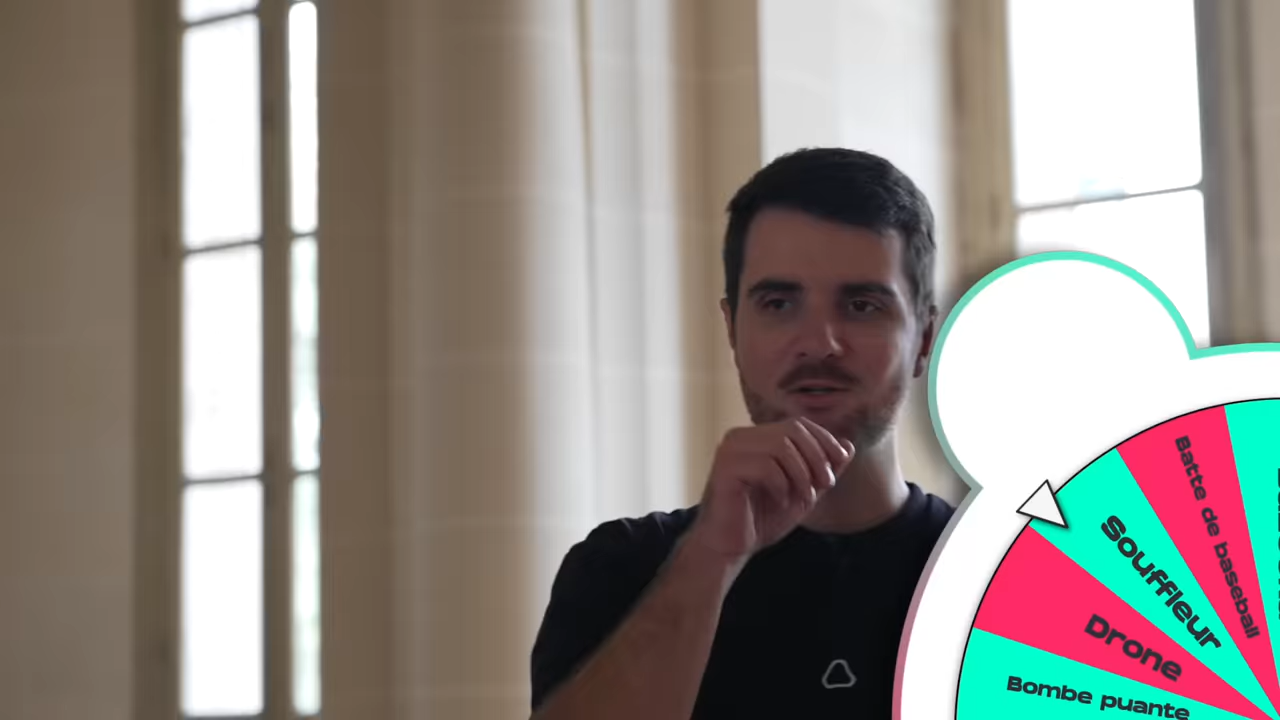 Batte de baseball
Souffleur
Drone
Bombe puante